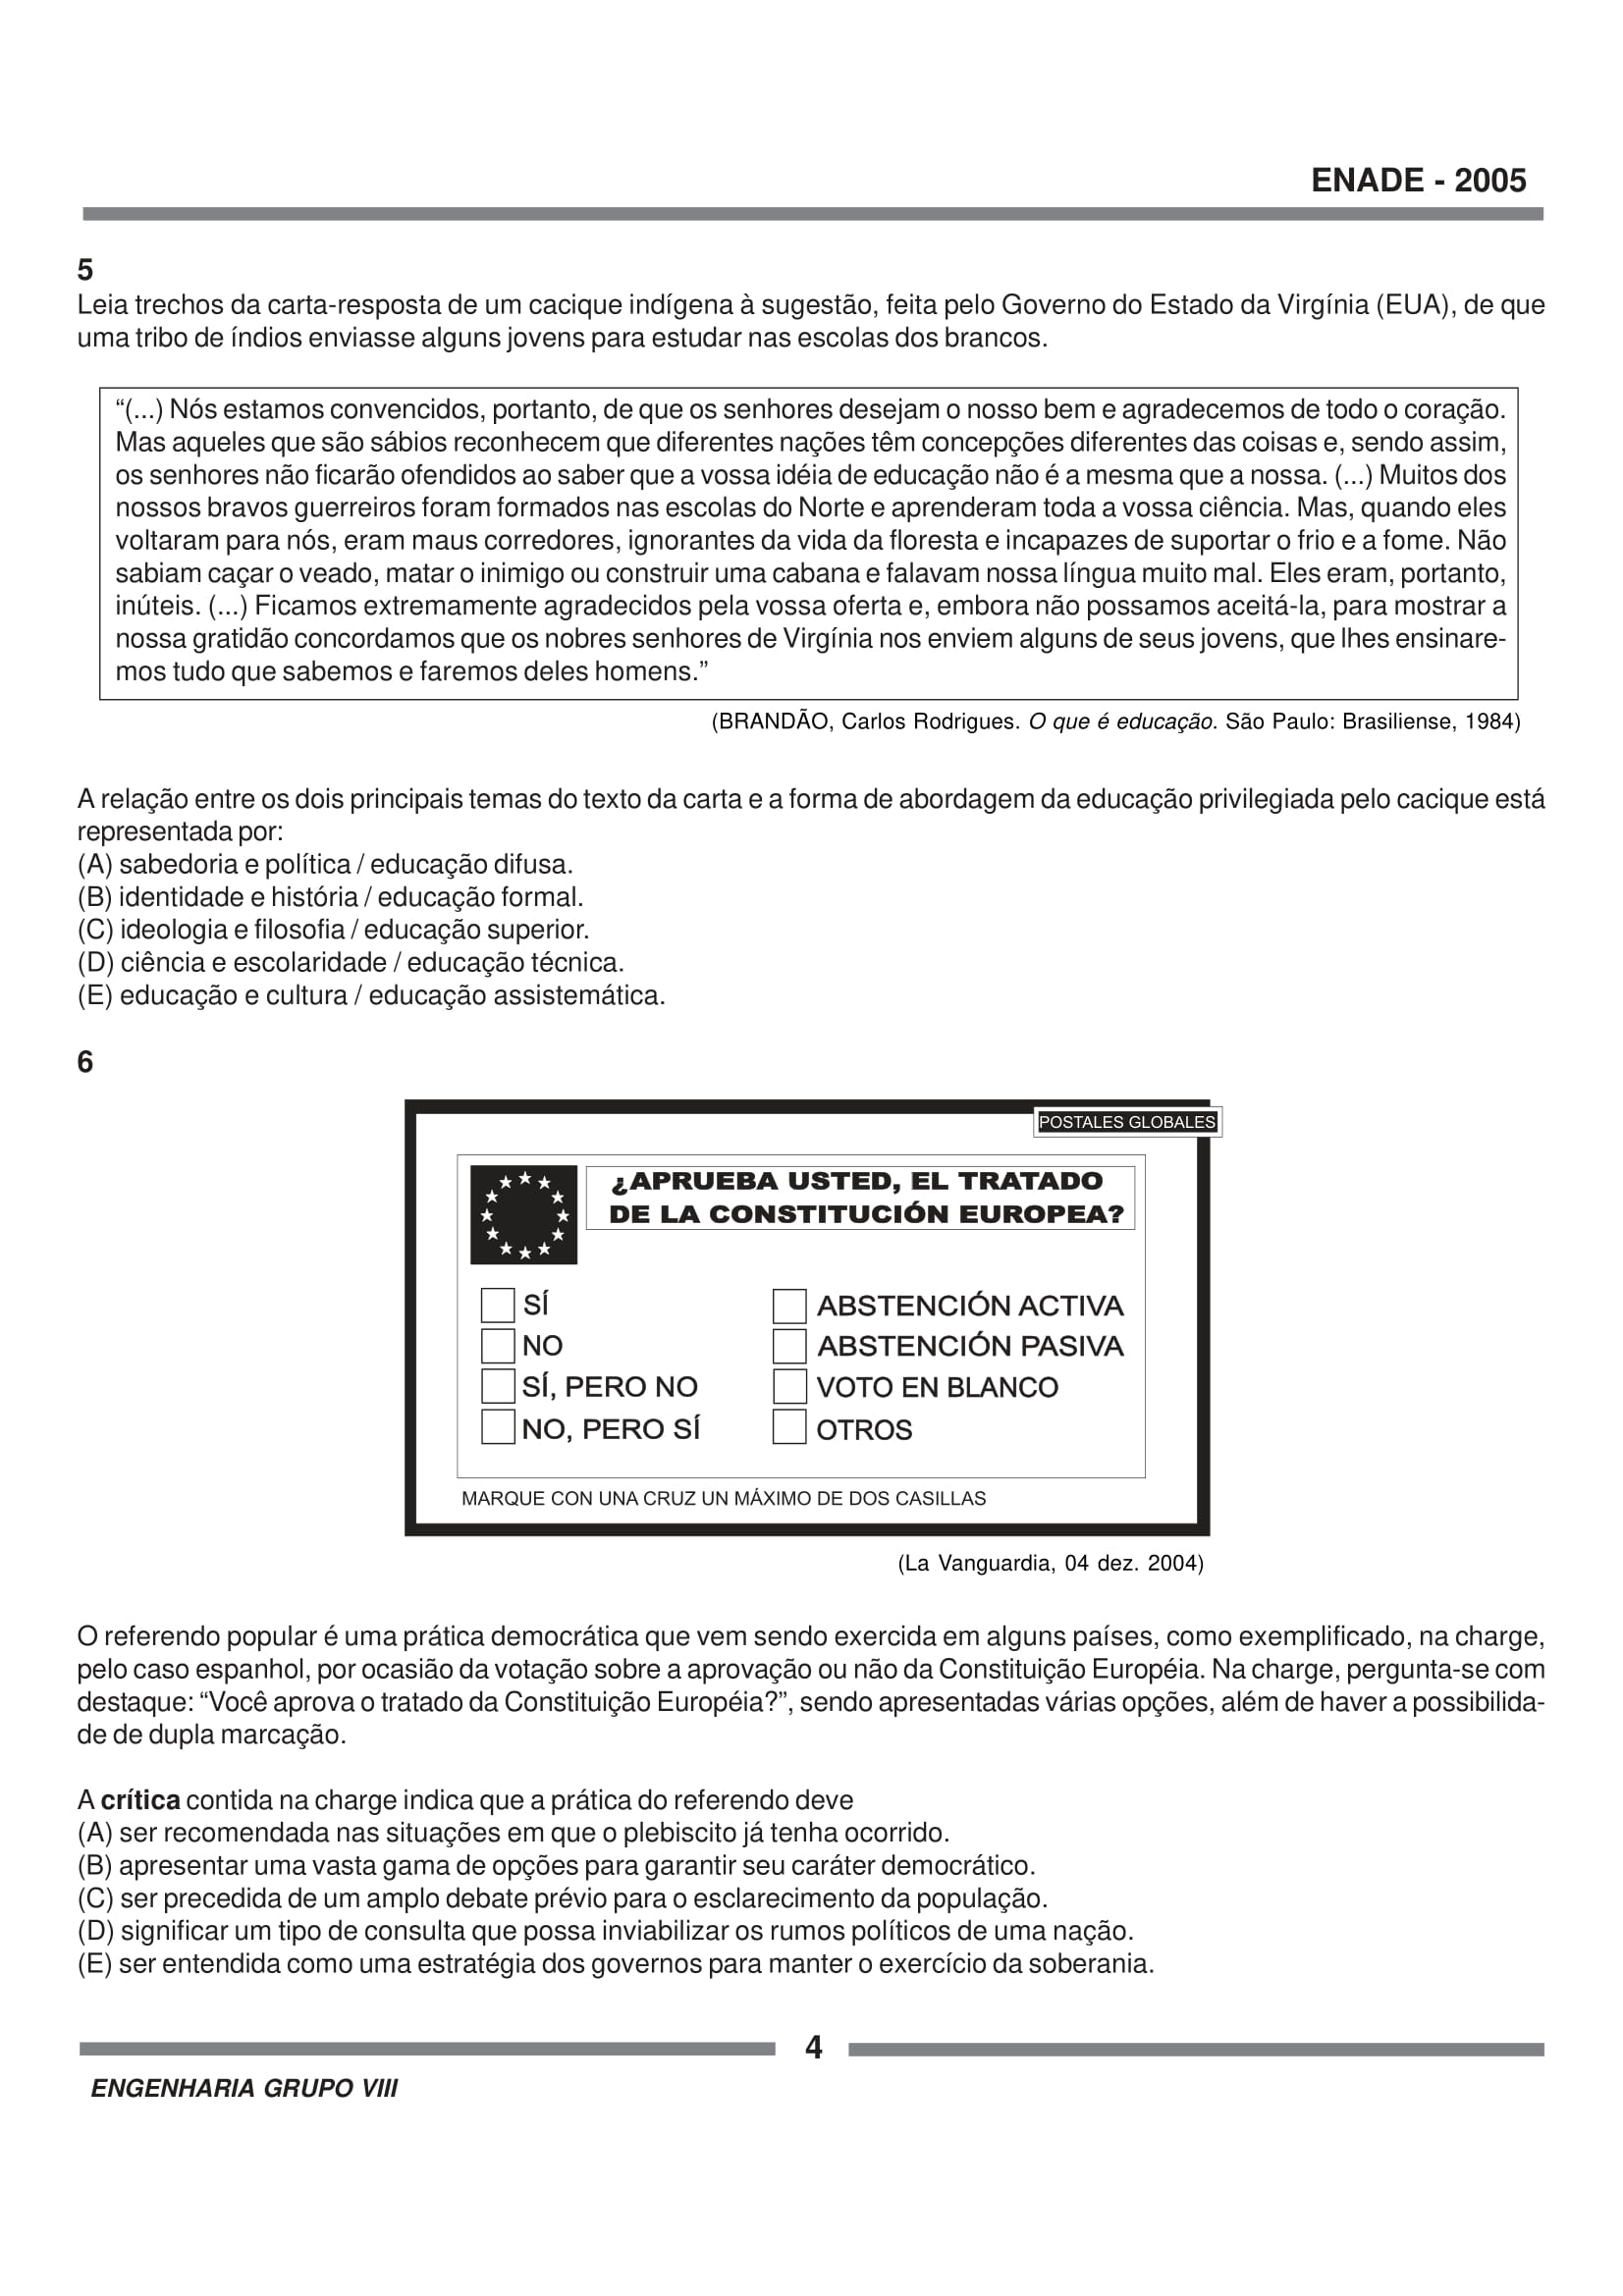 ENADE - 2005
5
Leia trechos da carta-resposta de um cacique indígena à sugestão, feita pelo Governo do Estado da Virgínia (EUA), de que
uma tribo de índios enviasse alguns jovens para estudar nas escolas dos brancos.
“(...) Nós estamos convencidos, portanto, de que os senhores desejam o nosso bem e agradecemos de todo o coração.
Mas aqueles que são sábios reconhecem que diferentes nações têm concepções diferentes das coisas e, sendo assim,
os senhores não ficarão ofendidos ao saber que a vossa idéia de educação não é a mesma que a nossa. (...) Muitos dos
nossos bravos guerreiros foram formados nas escolas do Norte e aprenderam toda a vossa ciência. Mas, quando eles
voltaram para nós, eram maus corredores, ignorantes da vida da floresta e incapazes de suportar o frio e a fome. Não
sabiam caçar o veado, matar o inimigo ou construir uma cabana e falavam nossa língua muito mal. Eles eram, portanto,
inúteis. (...) Ficamos extremamente agradecidos pela vossa oferta e, embora não possamos aceitá-la, para mostrar a
nossa gratidão concordamos que os nobres senhores de Virgínia nos enviem alguns de seus jovens, que lhes ensinare-
mos tudo que sabemos e faremos deles homens.”
(BRANDÃO, Carlos Rodrigues. O que é educação. São Paulo: Brasiliense, 1984)
A relação entre os dois principais temas do texto da carta e a forma de abordagem da educação privilegiada pelo cacique está
representada por:
(A) sabedoria e política / educação difusa.
(B) identidade e história / educação formal.
(C) ideologia e filosofia / educação superior.
(D) ciência e escolaridade / educação técnica.
(E) educação e cultura / educação assistemática.
6
POSTALES GLOBALES
¿APRUEBA USTED, EL TRATADO
DE LA CONSTITUCIÓN EUROPEA?
SÍ
NO
SÍ, PERO NO
NO, PERO SÍ
ABSTENCIÓN ACTIVA
ABSTENCIÓN PASIVA
VOTO EN BLANCO
OTROS
MARQUE CON UNA CRUZ UN MÁXIMO DE DOS CASILLAS
(La Vanguardia, 04 dez. 2004)
O referendo popular é uma prática democrática que vem sendo exercida em alguns países, como exemplificado, na charge,
pelo caso espanhol, por ocasião da votação sobre a aprovação ou não da Constituição Européia. Na charge, pergunta-se com
destaque: “Você aprova o tratado da Constituição Européia?”, sendo apresentadas várias opções, além de haver a possibilida-
de de dupla marcação.
A crítica contida na charge indica que a prática do referendo deve
(A) ser recomendada nas situações em que o plebiscito já tenha ocorrido.
(B) apresentar uma vasta gama de opções para garantir seu caráter democrático.
(C) ser precedida de um amplo debate prévio para o esclarecimento da população.
(D) significar um tipo de consulta que possa inviabilizar os rumos políticos de uma nação.
(E) ser entendida como uma estratégia dos governos para manter o exercício da soberania.
4
ENGENHARIA GRUPO VIII